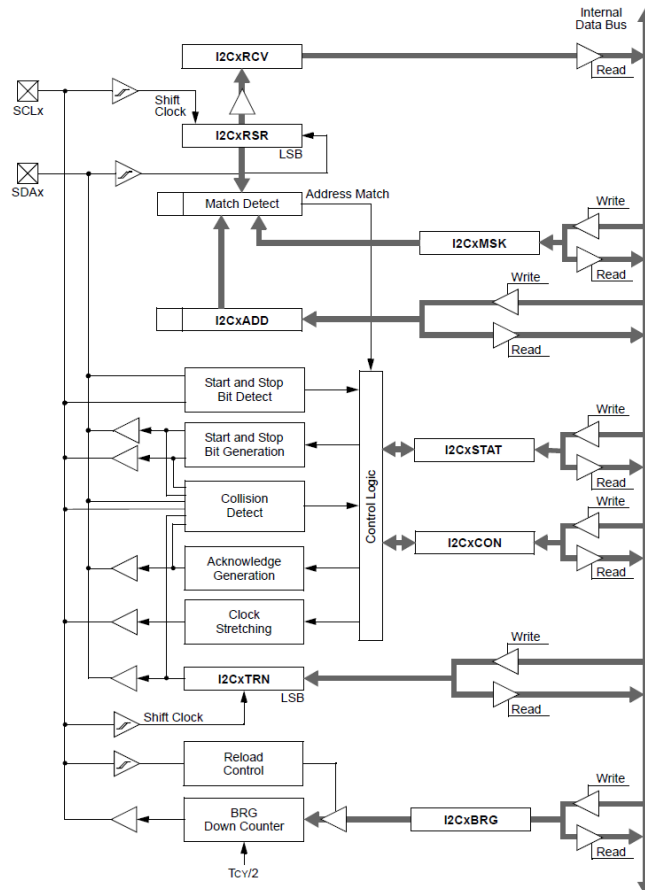 Internal
Data Bus
I2CxRCV
Read
SCLx
Shift
Clock
I2CxRSR
LSB
SDAx
Match Detect
Address Match
Write
I2CxMSK
Read
Write
I2CxADD
Read
Start and Stop
Bit Detect
Start and Stop
Bit Generation
Write
I2CxSTAT
Read
Collision
Detect
Control Logic
Write
I2CxCON
Read
Acknowledge
Generation
Clock
Stretching
Write
I2CxTRN
LSB
Read
Shift Clock
Reload
Control
Write
BRG
Down Counter
I2CxBRG
Read
TCY/2